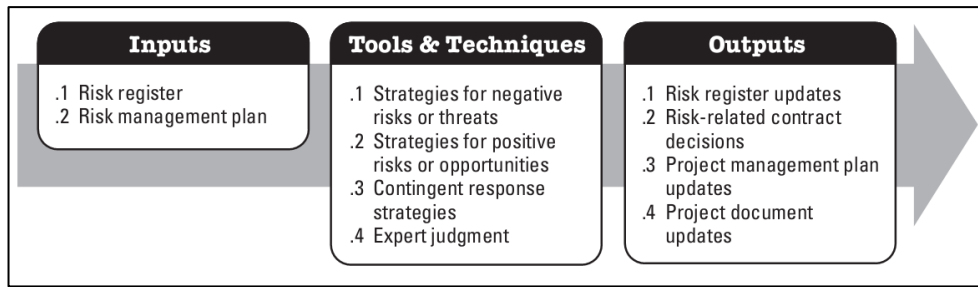 Inputs
.1 Risk register
.2 Risk management plan
Tools & Techniques
.1 Strategies for negative
risks or threats
.2 Strategies for positive
risks or opportunities
.3 Contingent response
strategies
.4 Expert judgment
Outputs
.1 Risk register updates
.2 Risk-related contract
decisions
.3 Project management plan
updates
.4 Project document
updates